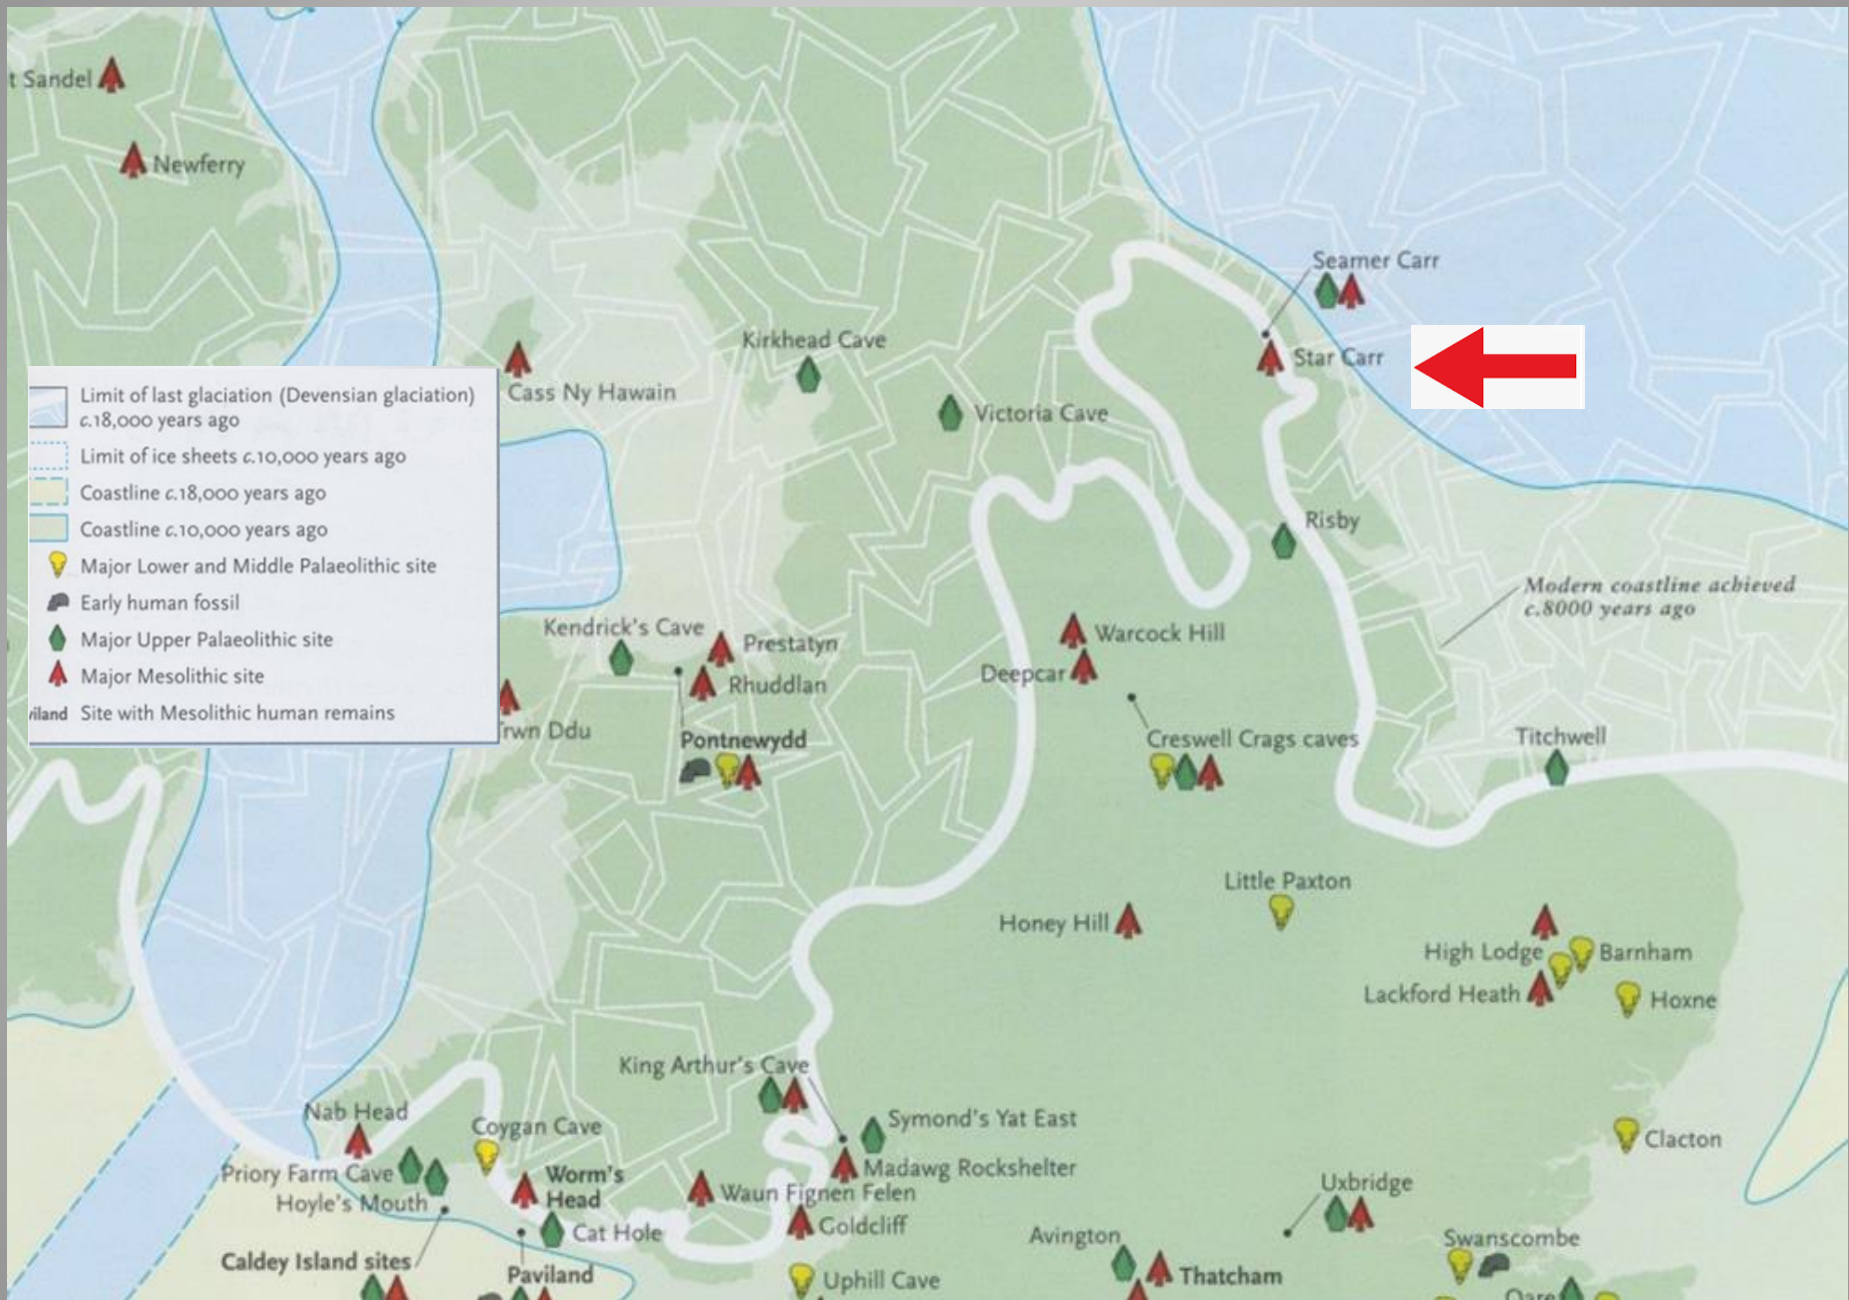 t Sandel
Newferry
Seamer Carr
Kirkhead Cave
Star Carr
Cass Ny Hawain
Victoria Cave
Limit of last glaciation (Devensian glaciation)
c.18,000 years ago
Limit of ice sheets c.10,000 years ago
Coastline c.18,000 years ago
Coastline c.10,000 years ago
Major Lower and Middle Palaeolithic site
Early human fossil
Major Upper Palaeolithic site
Major Mesolithic site
viland Site with Mesolithic human remains
Risby
Modern coastline achieved
c.8000 years ago
Kendrick's Cave
Prestatyn
Warcock Hill
Rhuddlan
Deepcar
rwn Ddu
Pontnewydd
Creswell Crags caves
Titchwell
Little Paxton
Honey Hill
High Lodge
Barnham
Lackford Heath
Hoxne
King Arthur's Cave
Nab Head
Symond's Yat East
Coygan Cave
Clacton
Priory Farm Cave
Worm's
Head
Madawg Rockshelter
Hoyle's Mouth
Waun Fignen Felen
Uxbridge
Cat Hole
Goldcliff
Avington
Swanscombe
Caldey Island sites
Paviland
Uphill Cave
Thatcham
Oare